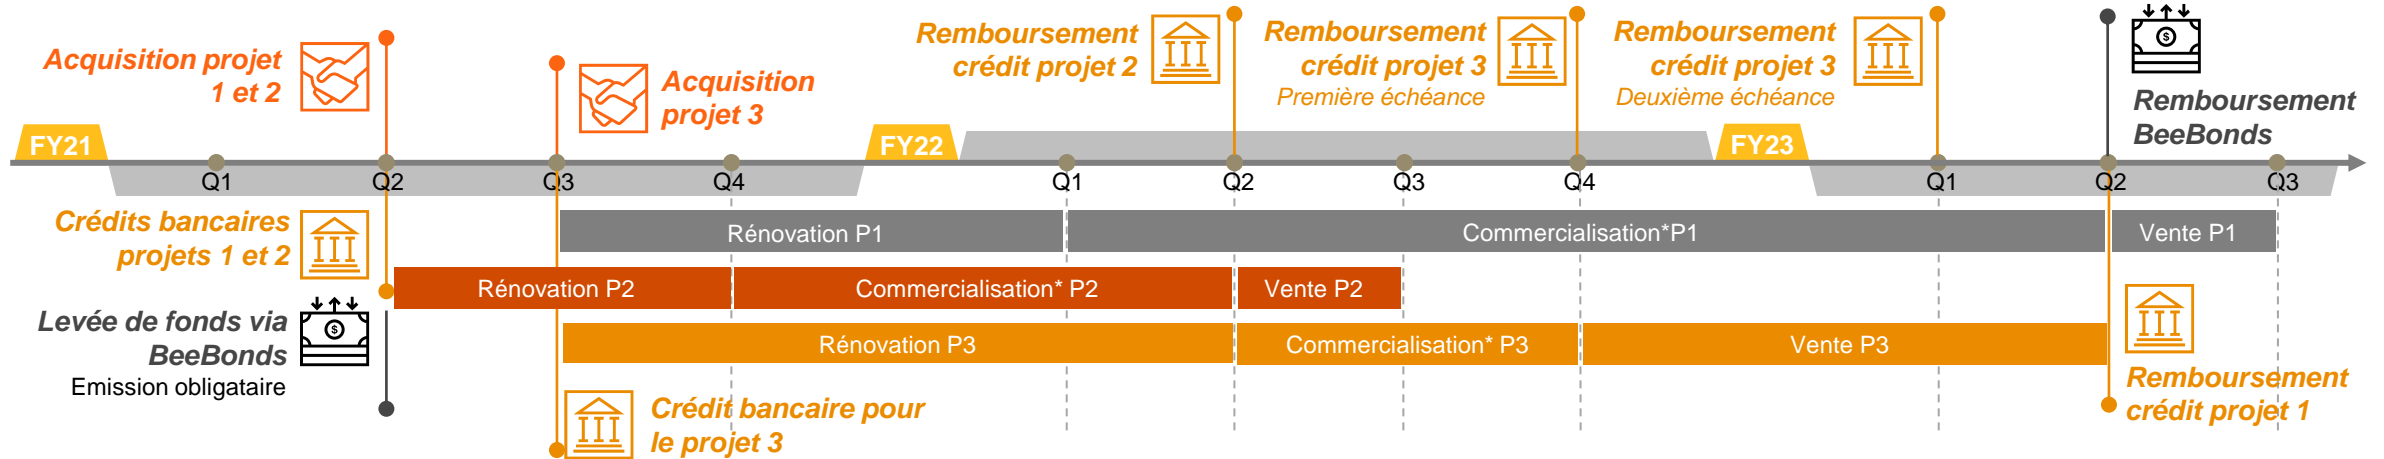 Acquisition projet
1 et 2
Acquisition
projet 3
Remboursement
crédit projet 2
Remboursement
crédit projet 3
Première échéance
Remboursement
crédit projet 3
Deuxième échéance
Remboursement
BeeBonds
FY21
FY22
FY23
Q1
Q2
Q3
Q4
Q1
Q2
Q3
Q4
Q1
Q2
Q3
Crédits bancaires
projets 1 et 2
Rénovation P1
Commercialisation*P1
Vente P1
Rénovation P2
Commercialisation* P2
Vente P2
Levée de fonds via
BeeBonds
Emission obligataire
$
$
Rénovation P3
Commercialisation* P3
Vente P3
Crédit bancaire pour
le projet 3
Remboursement
crédit projet 1